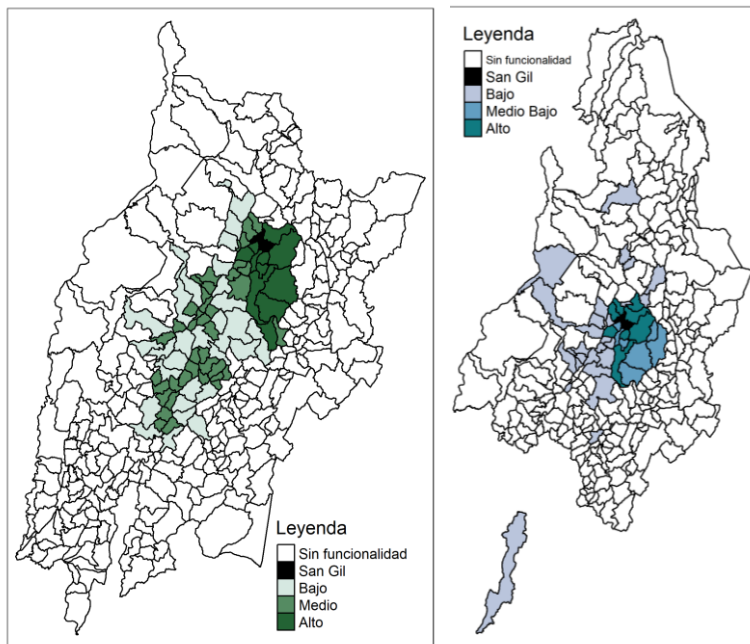 Leyenda
Sin funcionalidad
San Gil
Bajo
Medio
Alto
Leyenda
Sin funcionalidad
San Gil
Bajo
Medio Bajo
Alto